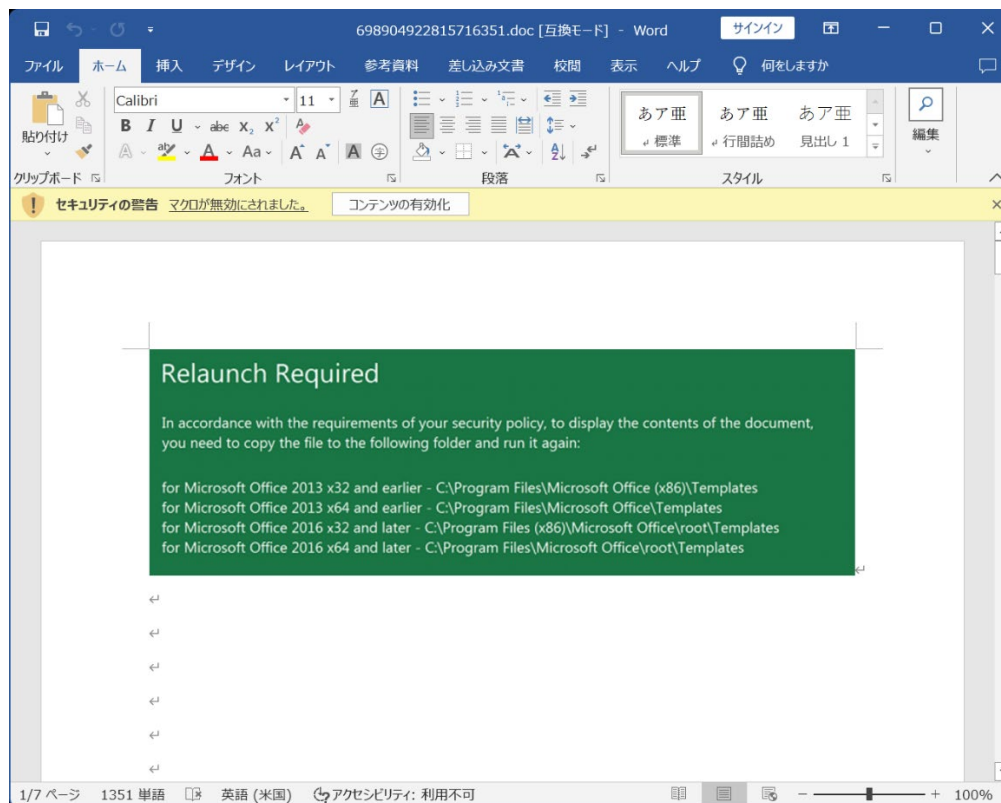 698904922815716351.doc [互換モード] - Word サインイン
ファイル ホーム 挿入 デザイン レイアウト 参考資料 差し込み文書 校閲 表示 ヘルプ 何をしますか
貼り付け
クリップボード
Calibri 11
B I U abc X₂ X²
A aby A Aa A A A 字
フォント
段落
あア亜 あア亜 あア亜
標準 行間詰め 見出し 1
スタイル
編集
セキュリティの警告 マクロが無効にされました。 コンテンツの有効化
Relaunch Required
In accordance with the requirements of your security policy, to display the contents of the document,
you need to copy the file to the following folder and run it again:
for Microsoft Office 2013 x32 and earlier - C:\Program Files\Microsoft Office (x86)\Templates
for Microsoft Office 2013 x64 and earlier - C:\Program Files\Microsoft Office\Templates
for Microsoft Office 2016 x32 and later - C:\Program Files (x86)\Microsoft Office\root\Templates
for Microsoft Office 2016 x64 and later - C:\Program Files\Microsoft Office\root\Templates
1/7 ページ 1351 単語 英語 (米国) アクセシビリティ: 利用不可 100%